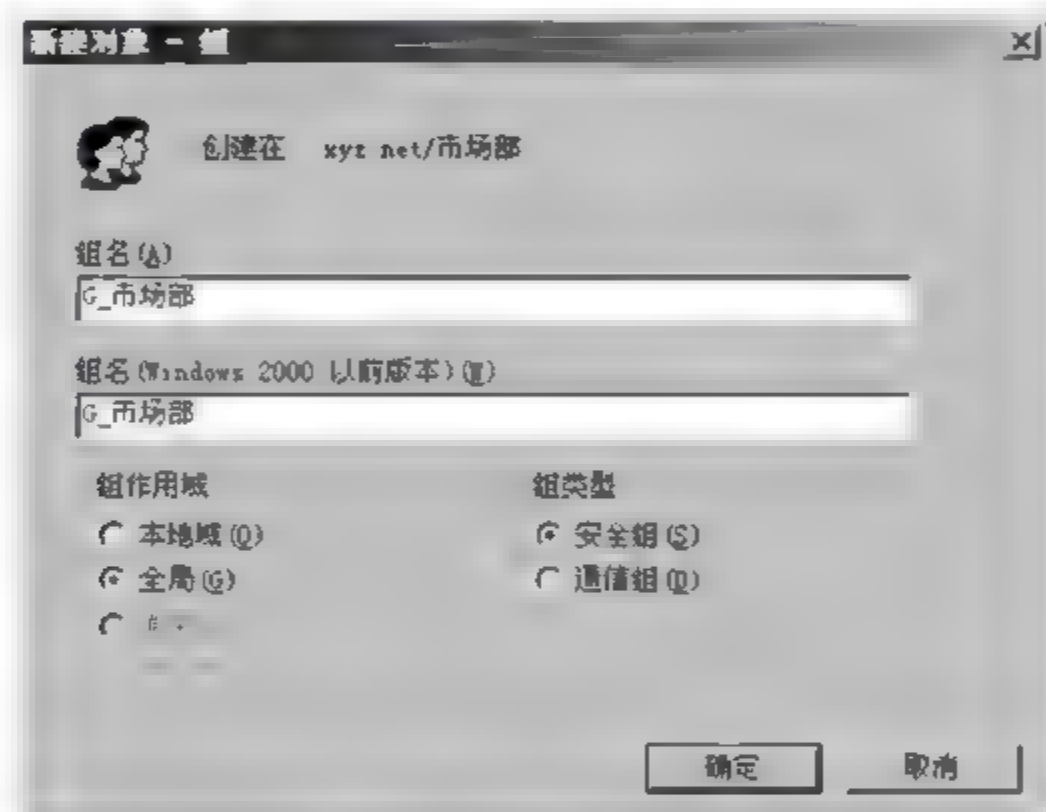 新建对象 - 组
创建在 xyz net/市场部
组名(A)
G_市场部
组名(Windows 2000 以前版本)(W)
G_市场部
组作用域 组类型
本地域(O) 安全组(S)
全局(G) 通信组(D)
确定 取消